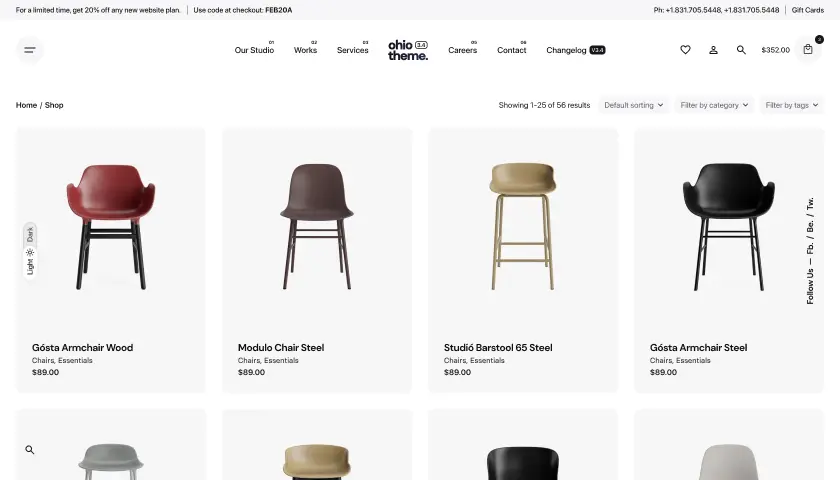 For a limited time, get 20% off any new website plan. | Use code at checkout: FEB20A
Ph: +1.831.705.5448, +1.831.705.5448 | Gift Cards
Our Studio 01
Works 02
Services 03
ohio 3.4
theme.
Careers 05
Contact 06
Changelog V3.4
$352.00
Home / Shop
Showing 1-25 of 56 results
Default sorting
Filter by category
Filter by tags
Light
Dark
Follow Us — Fb. / Be. / Tw.
Gósta Armchair Wood
Chairs, Essentials
$89.00
Modulo Chair Steel
Chairs, Essentials
$89.00
Studió Barstool 65 Steel
Chairs, Essentials
$89.00
Gósta Armchair Steel
Chairs, Essentials
$89.00